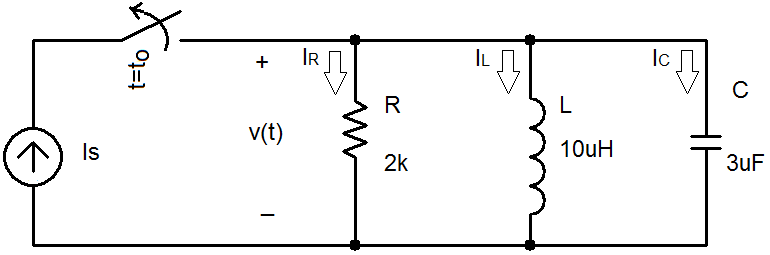 t=to
+
IR
IL
IC
Is
v(t)
–
R
2k
L
10uH
C
3uF